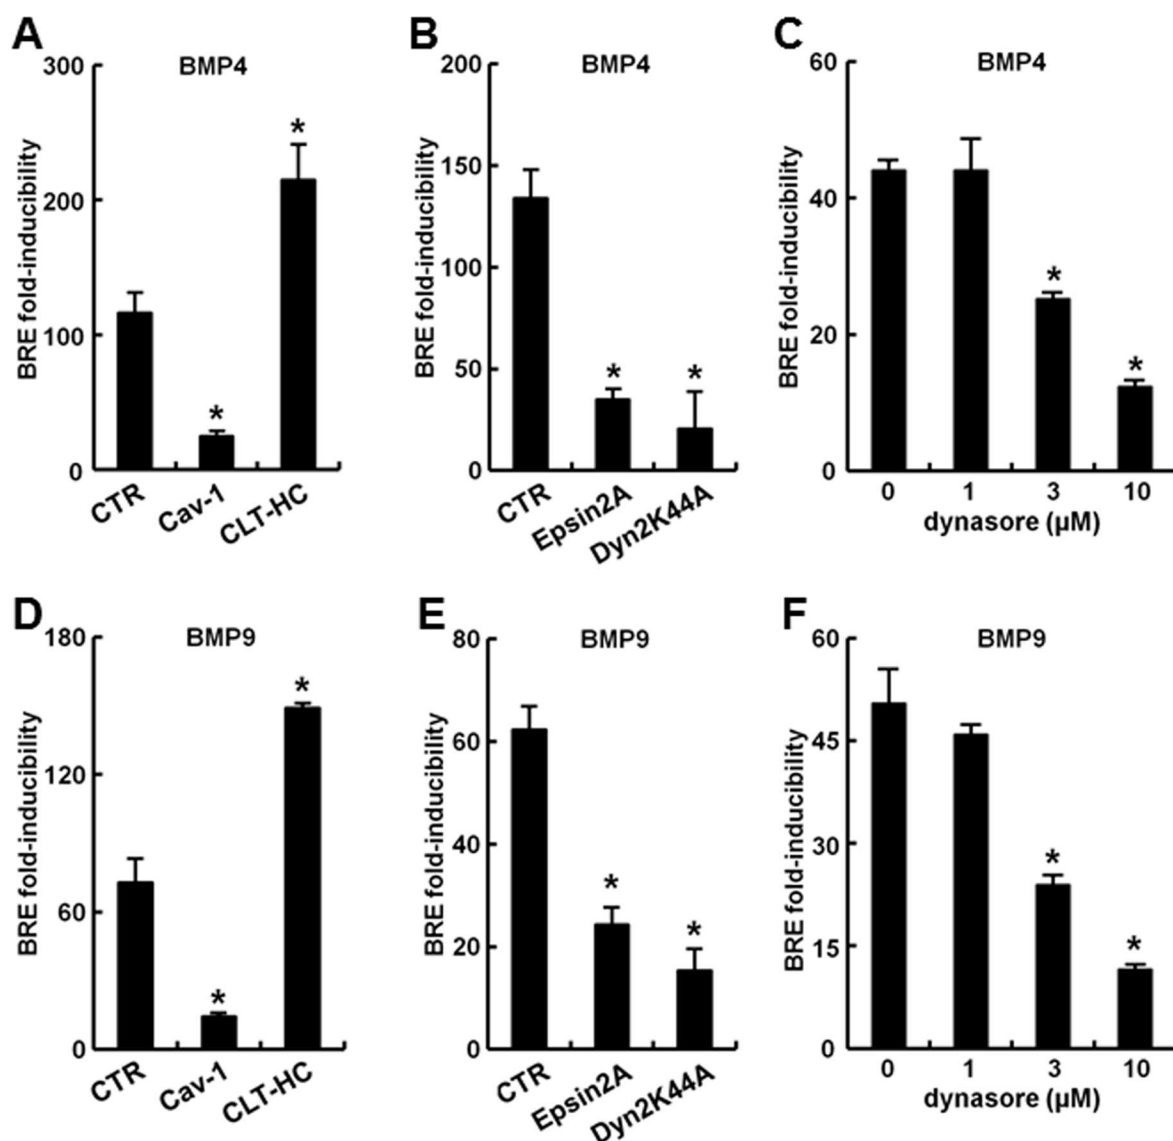 A
BMP4
BRE fold-inducibility
300
200
100
0
*
*
CTR
Cav-1
CLT-HC
B
BMP4
BRE fold-inducibility
200
150
100
50
0
*
*
CTR
Epsin2A
Dyn2K44A
C
BMP4
BRE fold-inducibility
60
40
20
0
*
*
0 1 3 10
dynasore (µM)
D
BMP9
BRE fold-inducibility
180
120
60
0
*
*
CTR
Cav-1
CLT-HC
E
BMP9
BRE fold-inducibility
80
60
40
20
0
*
*
CTR
Epsin2A
Dyn2K44A
F
BMP9
BRE fold-inducibility
60
45
30
15
0
*
*
0 1 3 10
dynasore (µM)